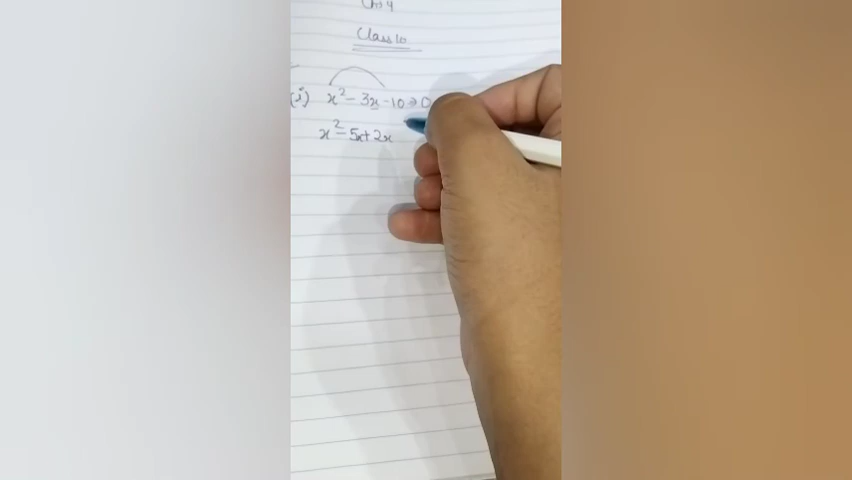 Class 10
(i) x² - 3x - 10 = 0
x² - 5x + 2x